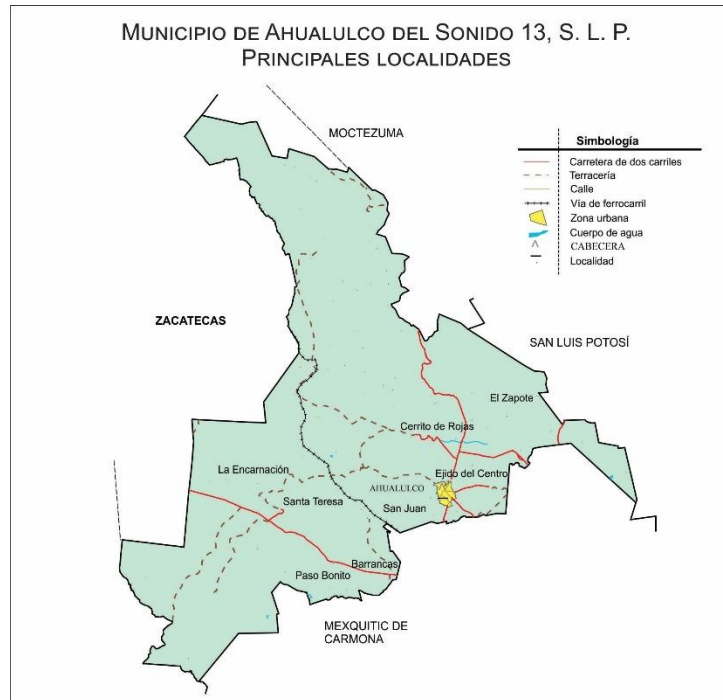 MUNICIPIO DE AHUALULCO DEL SONIDO 13, S. L. P.
PRINCIPALES LOCALIDADES
MOCTEZUMA
Simbología
Carretera de dos carriles
Terracería
Calle
Vía de ferrocarril
Zona urbana
Cuerpo de agua
CABECERA
Localidad
ZACATECAS
SAN LUIS POTOSÍ
El Zapote
Cerrito de Rojas
La Encarnación
Ejido del Centro
AHUALULCO
Santa Teresa
San Juan
Barrancas
Paso Bonito
MEXQUITIC DE
CARMONA